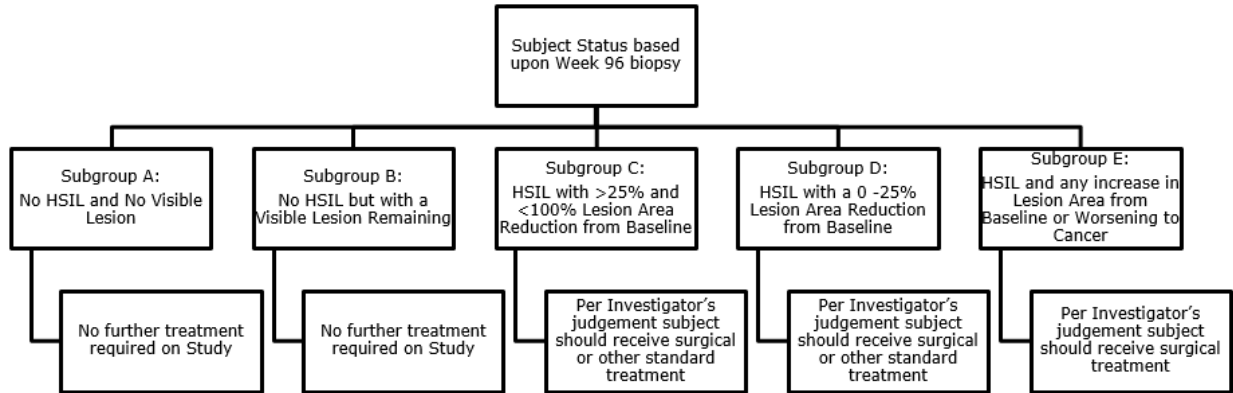 Subject Status based
upon Week 96 biopsy
Subgroup A:
No HSIL and No Visible
Lesion
Subgroup B:
No HSIL but with a
Visible Lesion Remaining
Subgroup C:
HSIL with >25% and
<100% Lesion Area
Reduction from Baseline
Subgroup D:
HSIL with a 0 -25%
Lesion Area Reduction
from Baseline
Subgroup E:
HSIL and any increase in
Lesion Area from
Baseline or Worsening to
Cancer
No further treatment
required on Study
No further treatment
required on Study
Per Investigator’s
judgement subject
should receive surgical
or other standard
treatment
Per Investigator’s
judgement subject
should receive surgical
or other standard
treatment
Per Investigator’s
judgement subject
should receive surgical
treatment